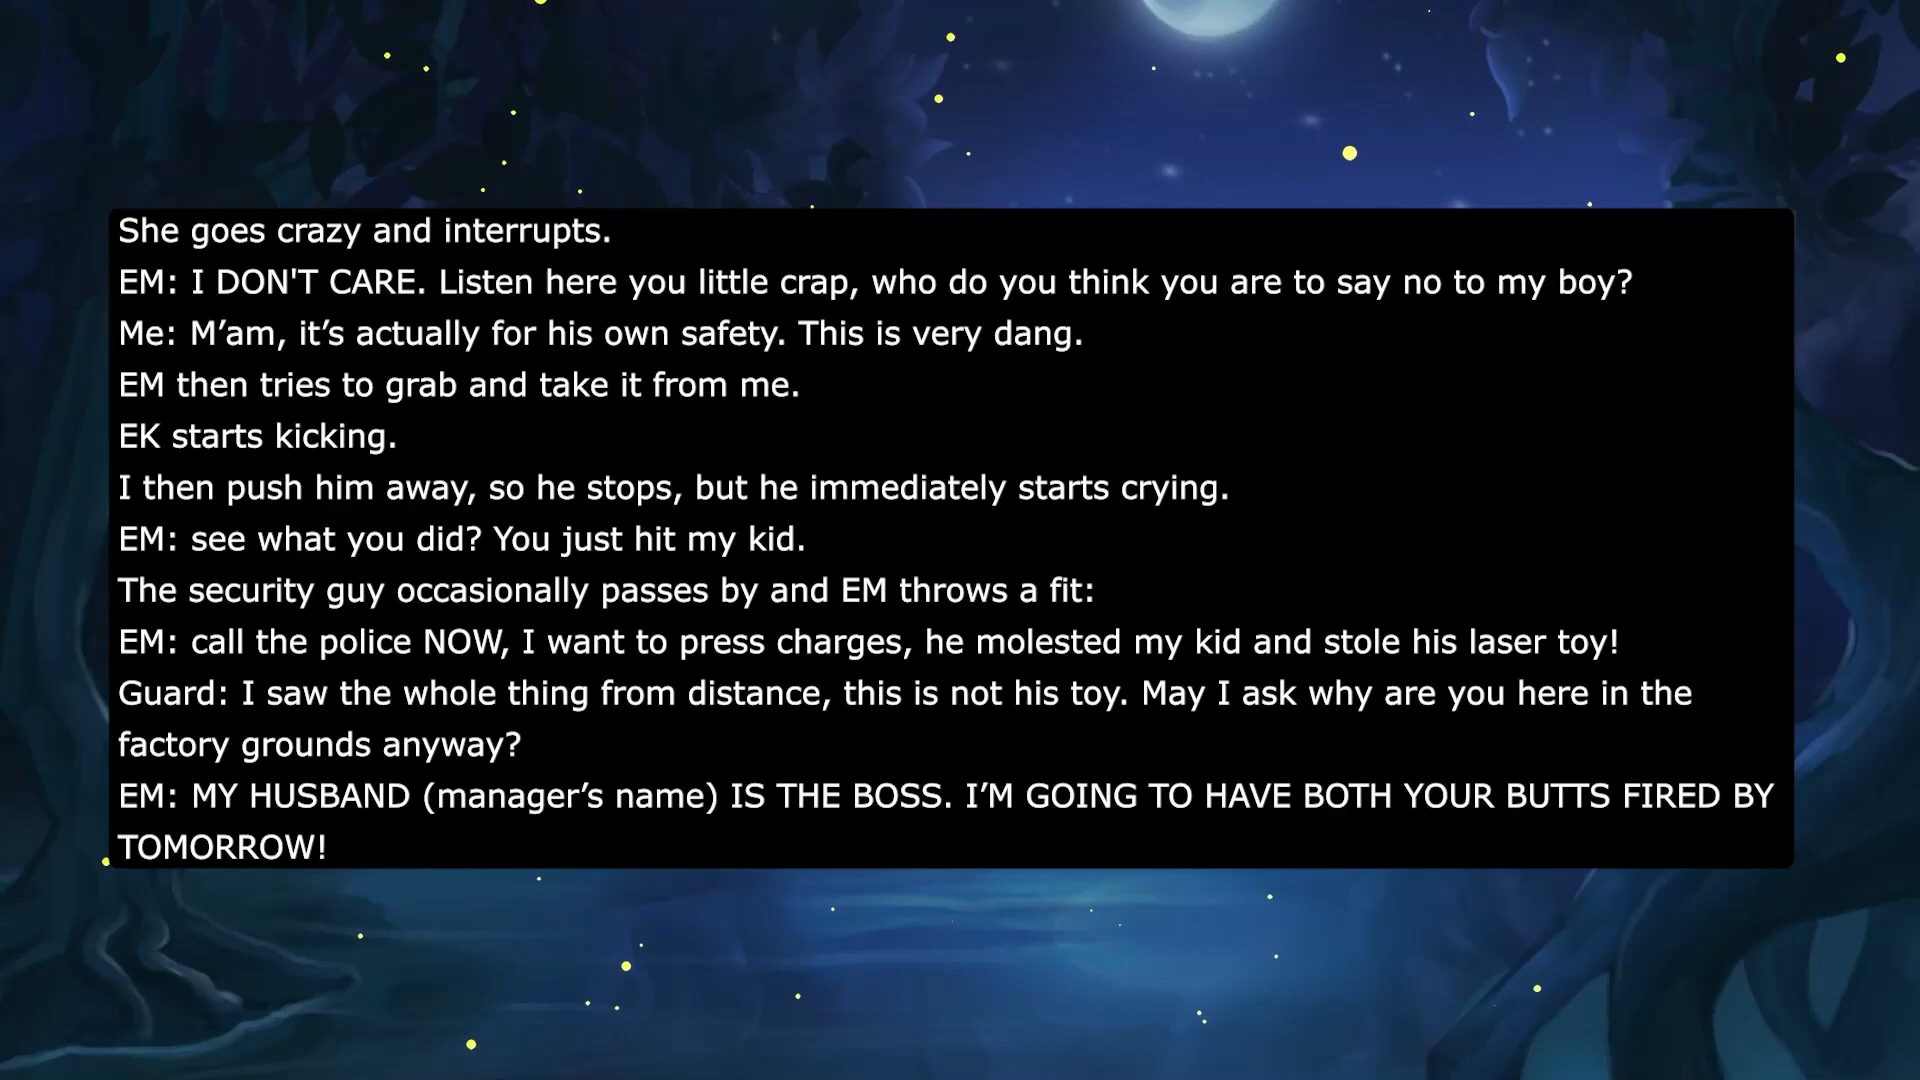 She goes crazy and interrupts.
EM: I DON'T CARE. Listen here you little crap, who do you think you are to say no to my boy?
Me: M’am, it’s actually for his own safety. This is very dang.
EM then tries to grab and take it from me.
EK starts kicking.
I then push him away, so he stops, but he immediately starts crying.
EM: see what you did? You just hit my kid.
The security guy occasionally passes by and EM throws a fit:
EM: call the police NOW, I want to press charges, he molested my kid and stole his laser toy!
Guard: I saw the whole thing from distance, this is not his toy. May I ask why are you here in the
factory grounds anyway?
EM: MY HUSBAND (manager’s name) IS THE BOSS. I’M GOING TO HAVE BOTH YOUR BUTTS FIRED BY
TOMORROW!